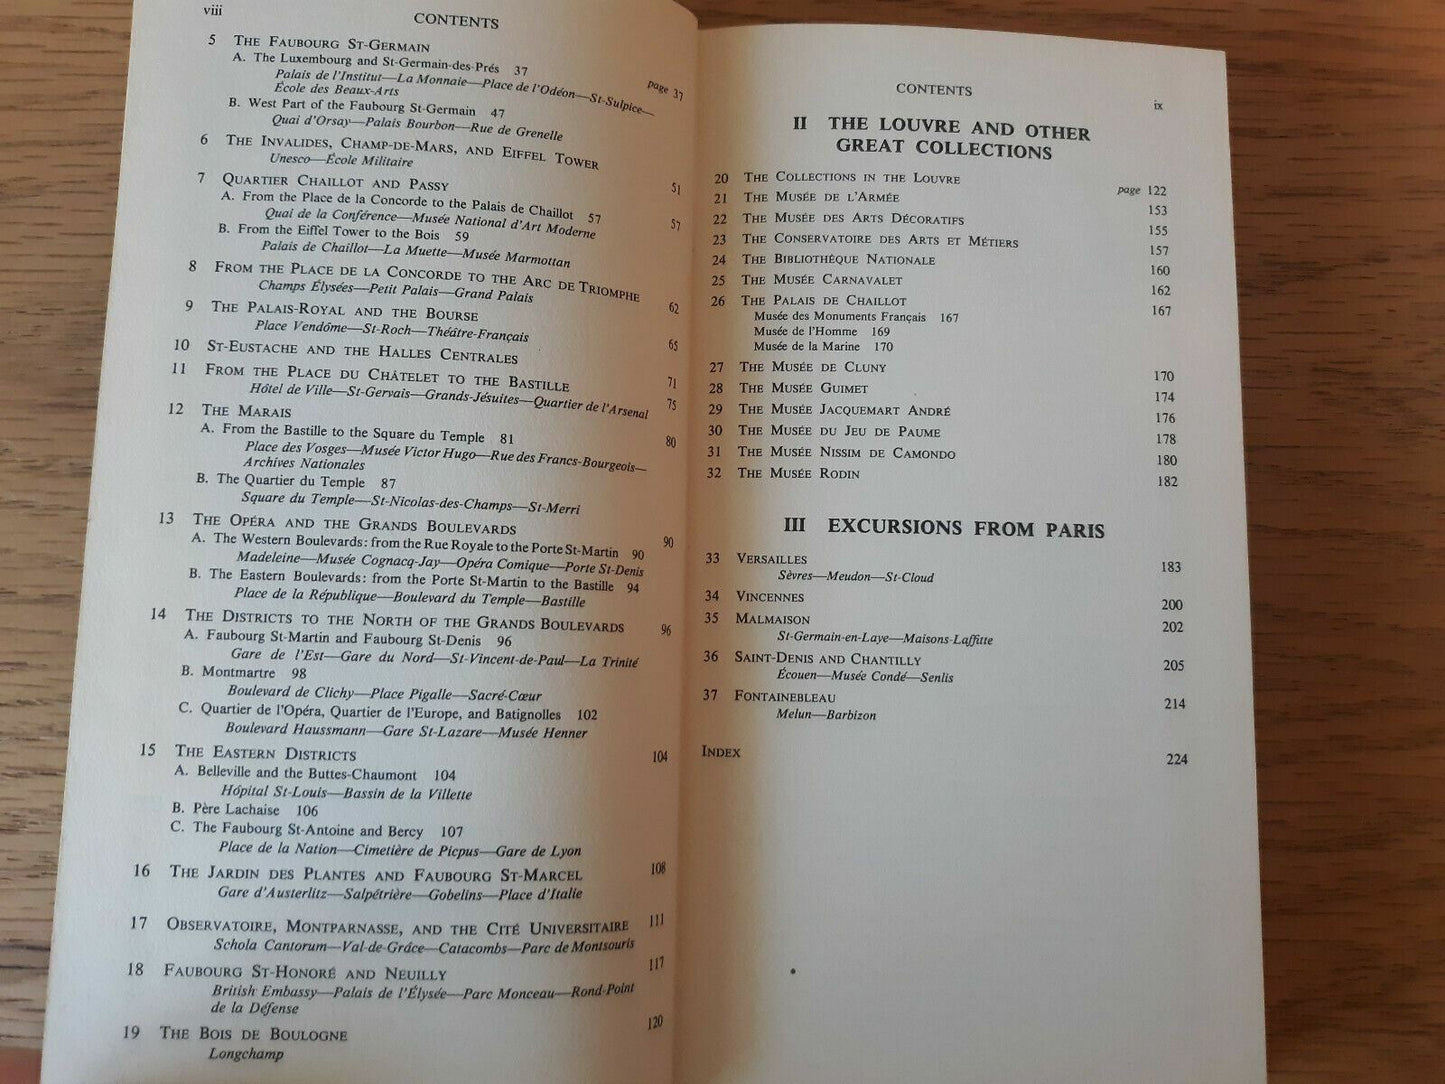 viii
CONTENTS
5 THE FAUBOURG ST-GERMAIN page 37
A. The Luxembourg and St-Germain-des-Prés 37
Palais de l'Institut—La Monnaie—Place de l'Odéon—St-Sulpice—
École des Beaux-Arts
B. West Part of the Faubourg St-Germain 47
Quai d'Orsay—Palais Bourbon—Rue de Grenelle
6 THE INVALIDES, CHAMP-DE-MARS, AND EIFFEL TOWER 51
Unesco—École Militaire
7 QUARTIER CHAILLOT AND PASSY 57
A. From the Place de la Concorde to the Palais de Chaillot 57
Quai de la Conférence—Musée National d'Art Moderne
B. From the Eiffel Tower to the Bois 59
Palais de Chaillot—La Muette—Musée Marmottan
8 FROM THE PLACE DE LA CONCORDE TO THE ARC DE TRIOMPHE 62
Champs Élysées—Petit Palais—Grand Palais
9 THE PALAIS-ROYAL AND THE BOURSE 65
Place Vendôme—St-Roch—Théâtre-Français
10 ST-EUSTACHE AND THE HALLES CENTRALES 71
11 FROM THE PLACE DU CHÂTELET TO THE BASTILLE 75
Hôtel de Ville—St-Gervais—Grands-Jésuites—Quartier de l'Arsenal
12 THE MARAIS 80
A. From the Bastille to the Square du Temple 81
Place des Vosges—Musée Victor Hugo—Rue des Francs-Bourgeois—
Archives Nationales
B. The Quartier du Temple 87
Square du Temple—St-Nicolas-des-Champs—St-Merri
13 THE OPÉRA AND THE GRANDS BOULEVARDS 90
A. The Western Boulevards: from the Rue Royale to the Porte St-Martin 90
Madeleine—Musée Cognacq-Jay—Opéra Comique—Porte St-Denis
B. The Eastern Boulevards: from the Porte St-Martin to the Bastille 94
Place de la République—Boulevard du Temple—Bastille
14 THE DISTRICTS TO THE NORTH OF THE GRANDS BOULEVARDS 96
A. Faubourg St-Martin and Faubourg St-Denis 96
Gare de l'Est—Gare du Nord—St-Vincent-de-Paul—La Trinité
B. Montmartre 98
Boulevard de Clichy—Place Pigalle—Sacré-Cœur
C. Quartier de l'Opéra, Quartier de l'Europe, and Batignolles 102
Boulevard Haussmann—Gare St-Lazare—Musée Henner
15 THE EASTERN DISTRICTS 104
A. Belleville and the Buttes-Chaumont 104
Hôpital St-Louis—Bassin de la Villette
B. Père Lachaise 106
C. The Faubourg St-Antoine and Bercy 107
Place de la Nation—Cimetière de Picpus—Gare de Lyon
16 THE JARDIN DES PLANTES AND FAUBOURG ST-MARCEL 108
Gare d'Austerlitz—Salpêtrière—Gobelins—Place d'Italie
17 OBSERVATOIRE, MONTPARNASSE, AND THE CITÉ UNIVERSITAIRE 111
Schola Cantorum—Val-de-Grâce—Catacombs—Parc de Montsouris
18 FAUBOURG ST-HONORÉ AND NEUILLY 117
British Embassy—Palais de l'Élysée—Parc Monceau—Rond-Point
de la Défense
19 THE BOIS DE BOULOGNE 120
Longchamp
CONTENTS
ix
II THE LOUVRE AND OTHER
GREAT COLLECTIONS
20 THE COLLECTIONS IN THE LOUVRE page 122
21 THE MUSÉE DE L'ARMÉE 153
22 THE MUSÉE DES ARTS DÉCORATIFS 155
23 THE CONSERVATOIRE DES ARTS ET MÉTIERS 157
24 THE BIBLIOTHÈQUE NATIONALE 160
25 THE MUSÉE CARNAVALET 162
26 THE PALAIS DE CHAILLOT 167
Musée des Monuments Français 167
Musée de l'Homme 169
Musée de la Marine 170
27 THE MUSÉE DE CLUNY 170
28 THE MUSÉE GUIMET 174
29 THE MUSÉE JACQUEMART ANDRÉ 176
30 THE MUSÉE DU JEU DE PAUME 178
31 THE MUSÉE NISSIM DE CAMONDO 180
32 THE MUSÉE RODIN 182
III EXCURSIONS FROM PARIS
33 VERSAILLES 183
Sèvres—Meudon—St-Cloud
34 VINCENNES 200
35 MALMAISON 202
St-Germain-en-Laye—Maisons-Laffitte
36 SAINT-DENIS AND CHANTILLY 205
Écouen—Musée Condé—Senlis
37 FONTAINEBLEAU 214
Melun—Barbizon
INDEX 224